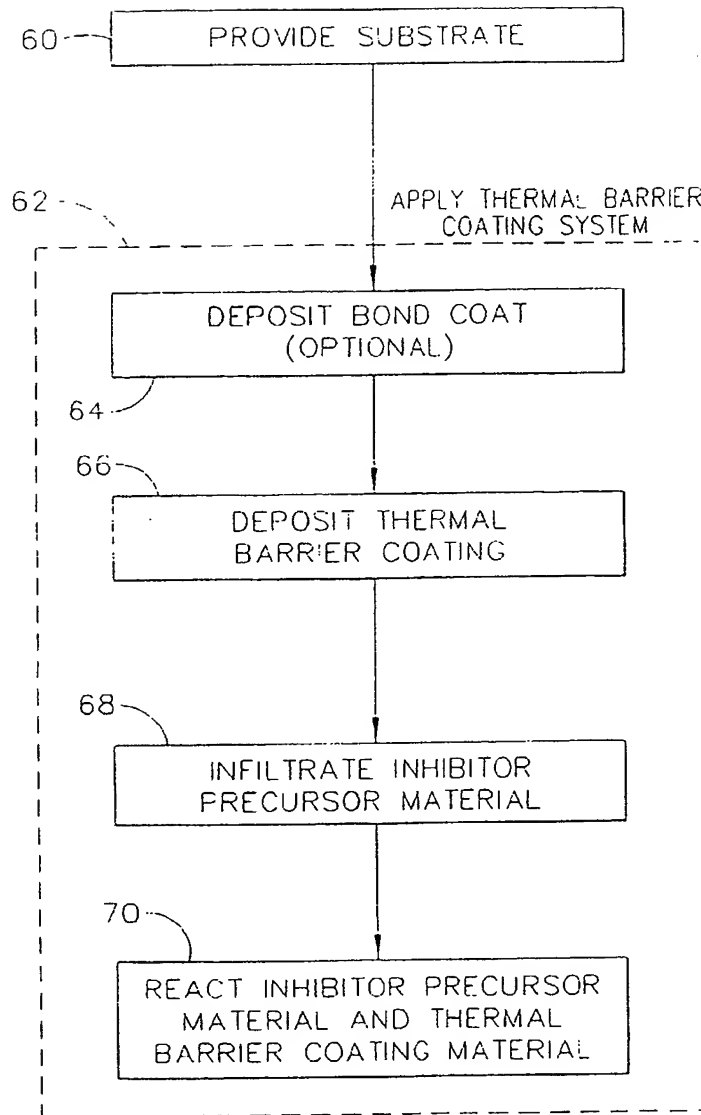 60
PROVIDE SUBSTRATE
62
APPLY THERMAL BARRIER
COATING SYSTEM
DEPOSIT BOND COAT
(OPTIONAL)
64
66
DEPOSIT THERMAL
BARRIER COATING
68
INFILTRATE INHIBITOR
PRECURSOR MATERIAL
70
REACT INHIBITOR PRECURSOR
MATERIAL AND THERMAL
BARRIER COATING MATERIAL